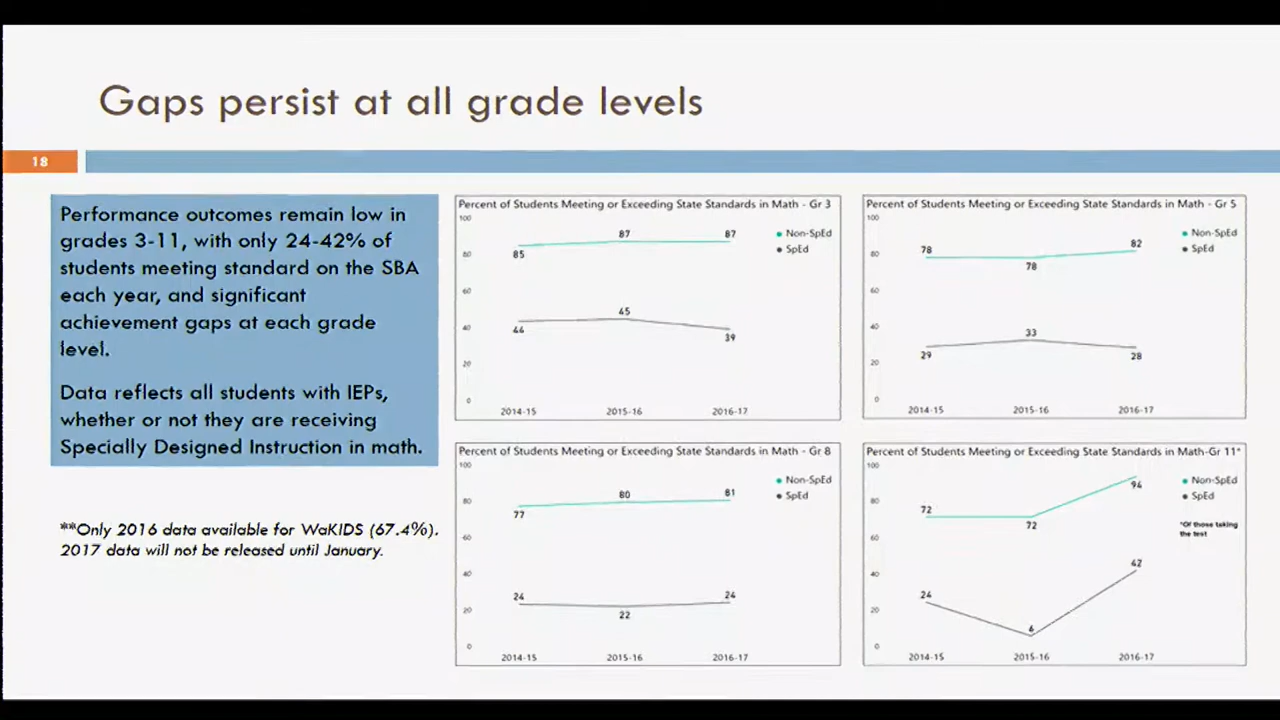 Gaps persist at all grade levels
18
Performance outcomes remain low in
grades 3-11, with only 24-42% of
students meeting standard on the SBA
each year, and significant
achievement gaps at each grade
level.
Data reflects all students with IEPs,
whether or not they are receiving
Specially Designed Instruction in math.
**Only 2016 data available for WaKIDS (67.4%).
2017 data will not be released until January.
Percent of Students Meeting or Exceeding State Standards in Math - Gr 3
100
80
60
40
20
0
85
87
87
44
45
39
2014-15
2015-16
2016-17
Non-SpEd
SpEd
Percent of Students Meeting or Exceeding State Standards in Math - Gr 5
100
80
60
40
20
0
78
78
82
29
33
28
2014-15
2015-16
2016-17
Non-SpEd
SpEd
Percent of Students Meeting or Exceeding State Standards in Math - Gr 8
100
80
60
40
20
0
77
80
81
24
22
24
2014-15
2015-16
2016-17
Non-SpEd
SpEd
Percent of Students Meeting or Exceeding State Standards in Math-Gr 11*
100
80
60
40
20
0
72
72
94
24
6
42
2014-15
2015-16
2016-17
Non-SpEd
SpEd
*Of those taking
the test